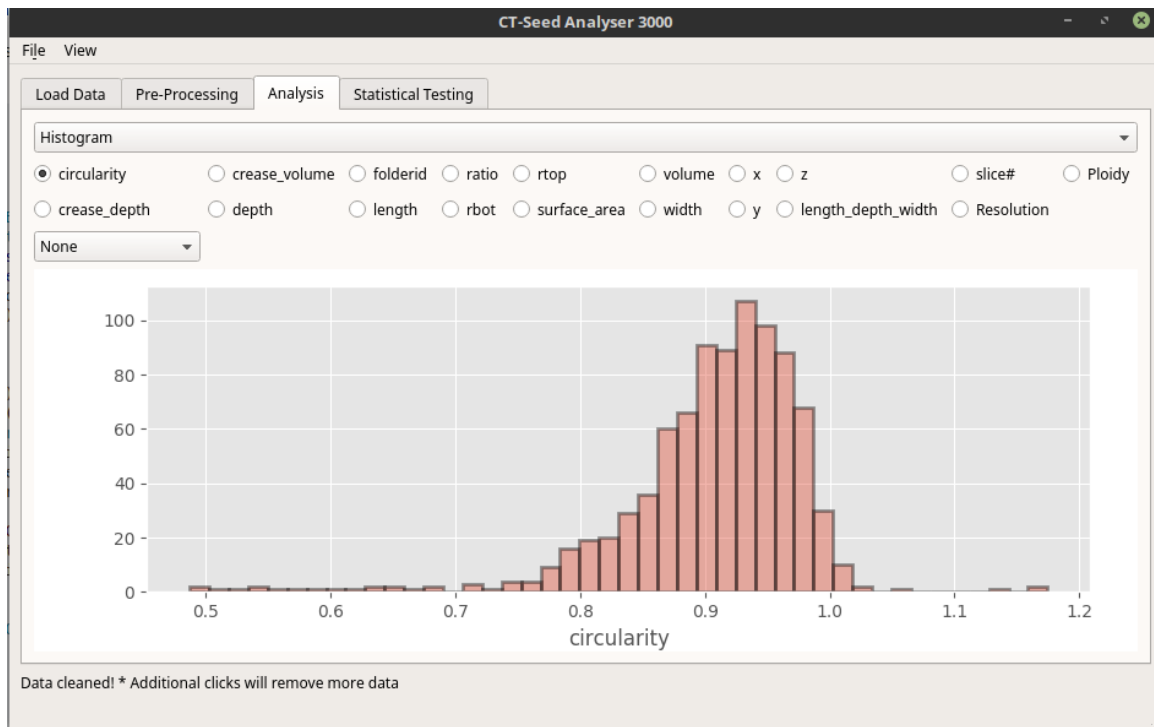 CT-Seed Analyser 3000
File View
Load Data Pre-Processing Analysis Statistical Testing
Histogram
circularity crease_volume folderid ratio rtop volume x z slice# Ploidy
crease_depth depth length rbot surface_area width y length_depth_width Resolution
None
100
80
60
40
20
0
0.5 0.6 0.7 0.8 0.9 1.0 1.1 1.2
circularity
Data cleaned! * Additional clicks will remove more data